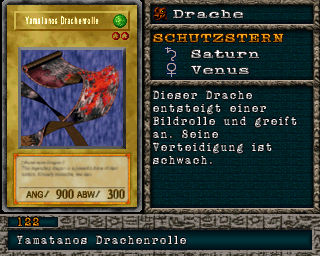 Yamatanos Drachenrolle
ANG/ 900 ABW/ 300
Drache
SCHUTZSTERN
♄ Saturn
♀ Venus
Dieser Drache
entsteigt einer
Bildrolle und greift
an. Seine
Verteidigung ist
schwach.
122
Yamatanos Drachenrolle